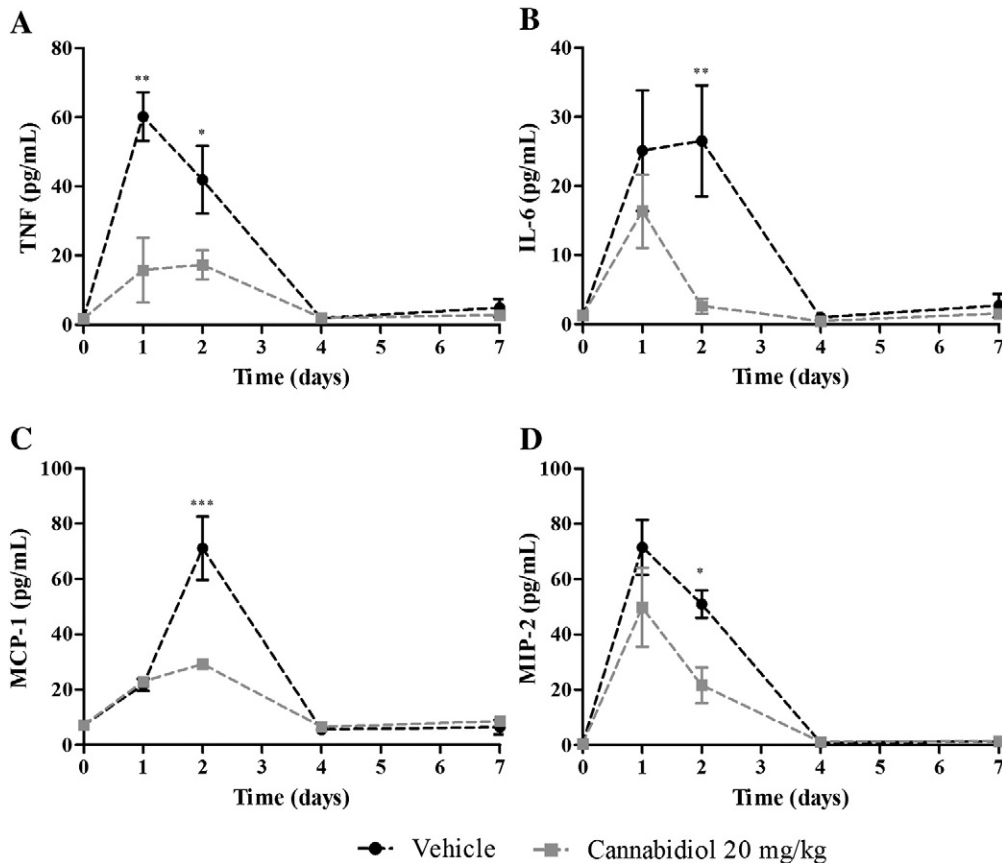 A
TNF (pg/mL)
80
60
40
20
0
**
*
0 1 2 3 4 5 6 7
Time (days)
B
IL-6 (pg/mL)
40
30
20
10
0
**
0 1 2 3 4 5 6 7
Time (days)
C
MCP-1 (pg/mL)
100
80
60
40
20
0
***
0 1 2 3 4 5 6 7
Time (days)
D
MIP-2 (pg/mL)
100
80
60
40
20
0
*
0 1 2 3 4 5 6 7
Time (days)
Vehicle Cannabidiol 20 mg/kg